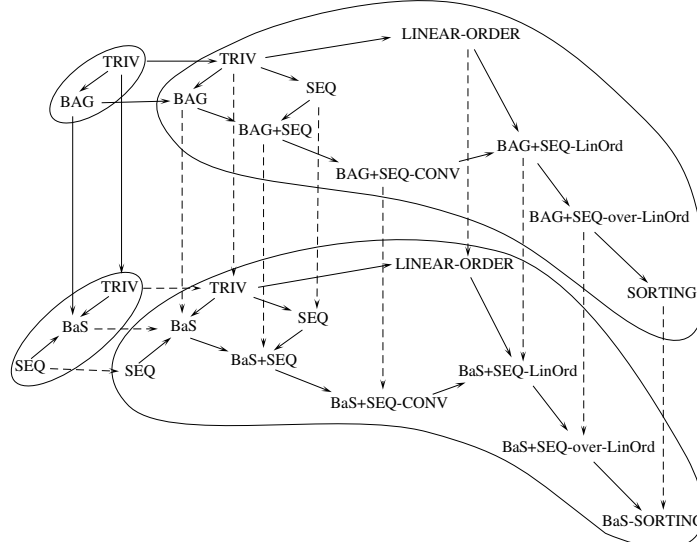 LINEAR-ORDER
TRIV
TRIV
SEQ
BAG
BAG
BAG+SEQ
BAG+SEQ-LinOrd
BAG+SEQ-CONV
BAG+SEQ-over-LinOrd
LINEAR-ORDER
TRIV
TRIV
SORTING
SEQ
BaS
BaS
BaS+SEQ
SEQ
SEQ
BaS+SEQ-LinOrd
BaS+SEQ-CONV
BaS+SEQ-over-LinOrd
BaS-SORTING